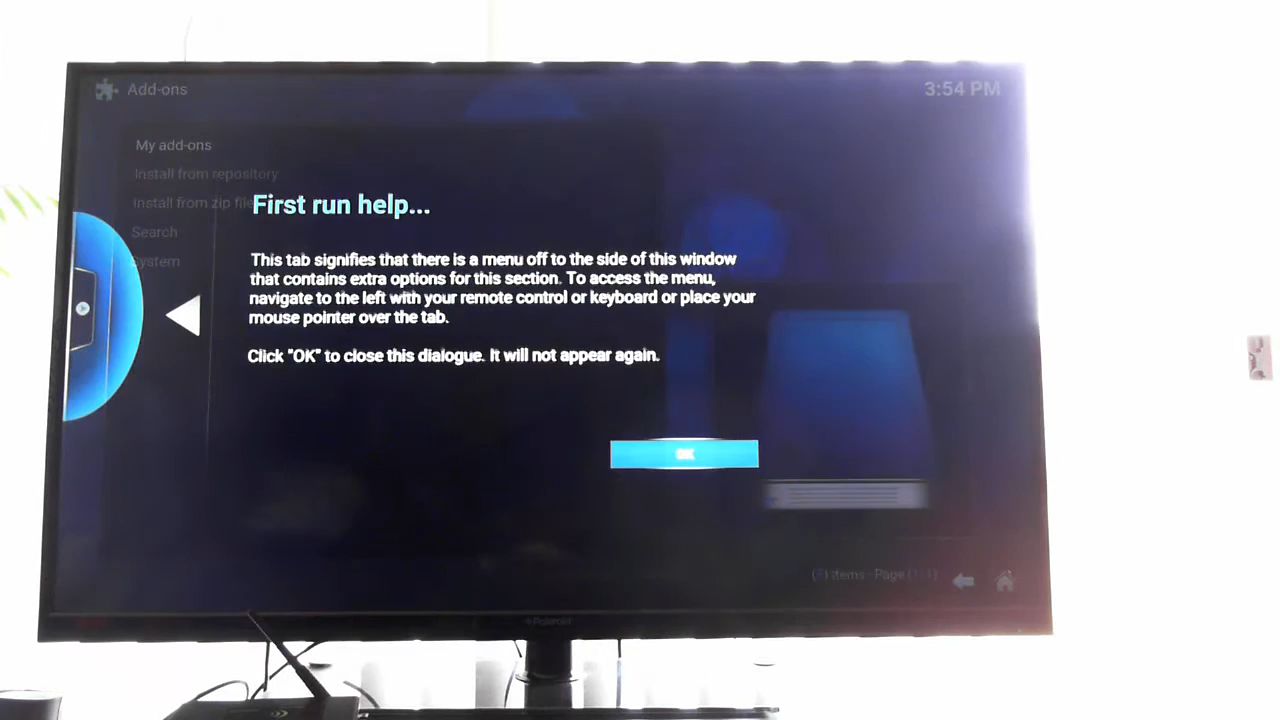 Add-ons
3:54 PM
My add-ons
Install from repository
Install from zip file
Search
System
First run help...
This tab signifies that there is a menu off to the side of this window
that contains extra options for this section. To access the menu,
navigate to the left with your remote control or keyboard or place your
mouse pointer over the tab.
Click "OK" to close this dialogue. It will not appear again.
OK
items - Page
Polaroid